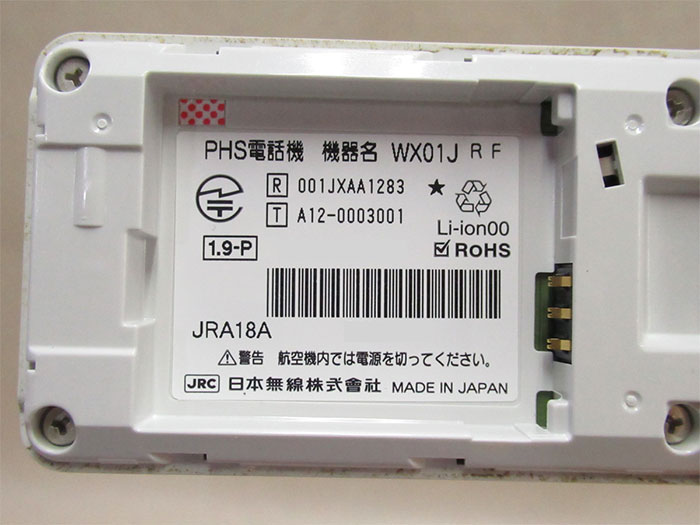 PHS電話機 機器名 WX01J R F
R 001JXAA1283 ★
T A12-0003001
Li-ion00
1.9-P
RoHS
JRA18A
⚠警告 航空機内では電源を切ってください。
JRC 日本無線株式會社 MADE IN JAPAN